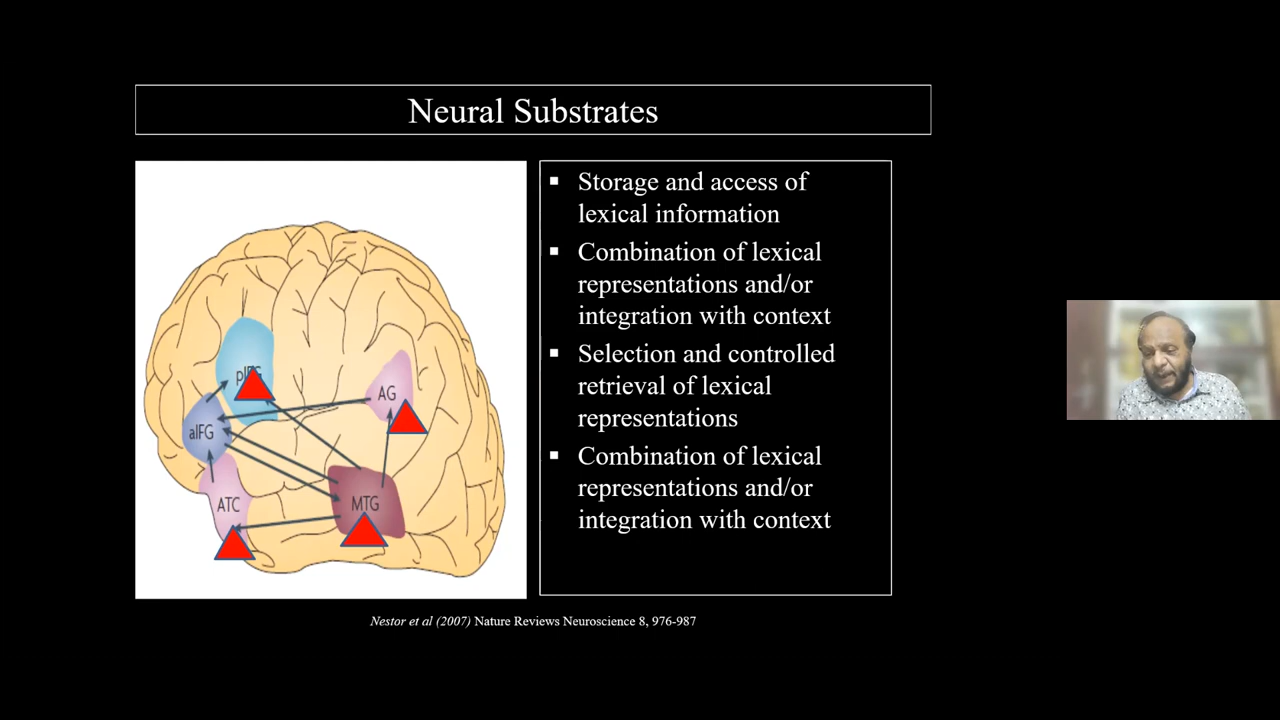 Neural Substrates
Storage and access of
lexical information
Combination of lexical
representations and/or
integration with context
Selection and controlled
retrieval of lexical
representations
Combination of lexical
representations and/or
integration with context
AG
aIFG
ATC
MTG
Nestor et al (2007) Nature Reviews Neuroscience 8, 976-987